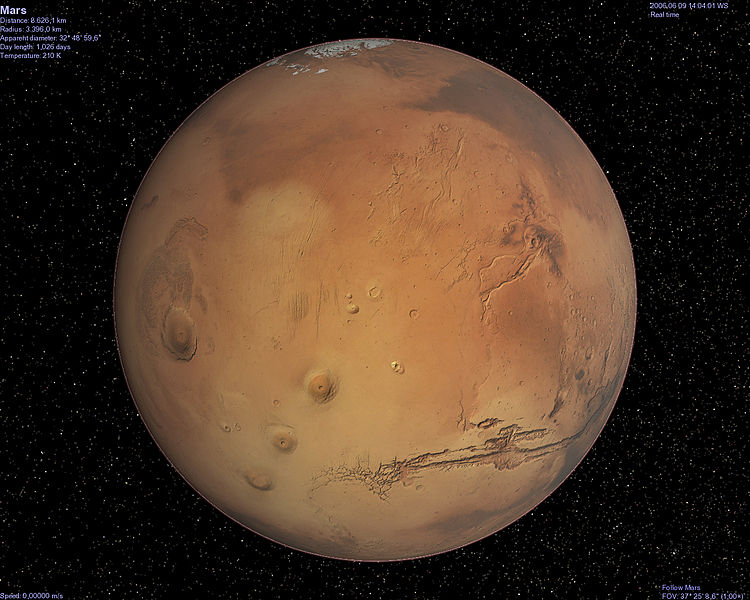 Mars
Distance: 8.626,1 km
Radius: 3.396,0 km
Apparent diameter: 32° 48' 59,6"
Day length: 1,026 days
Temperature: 210 K
2006 06 09 14:04:01 WS
Real time
Speed: 0,00000 m/s
Follow Mars
FOV: 37° 25' 8,6" (1,00×)